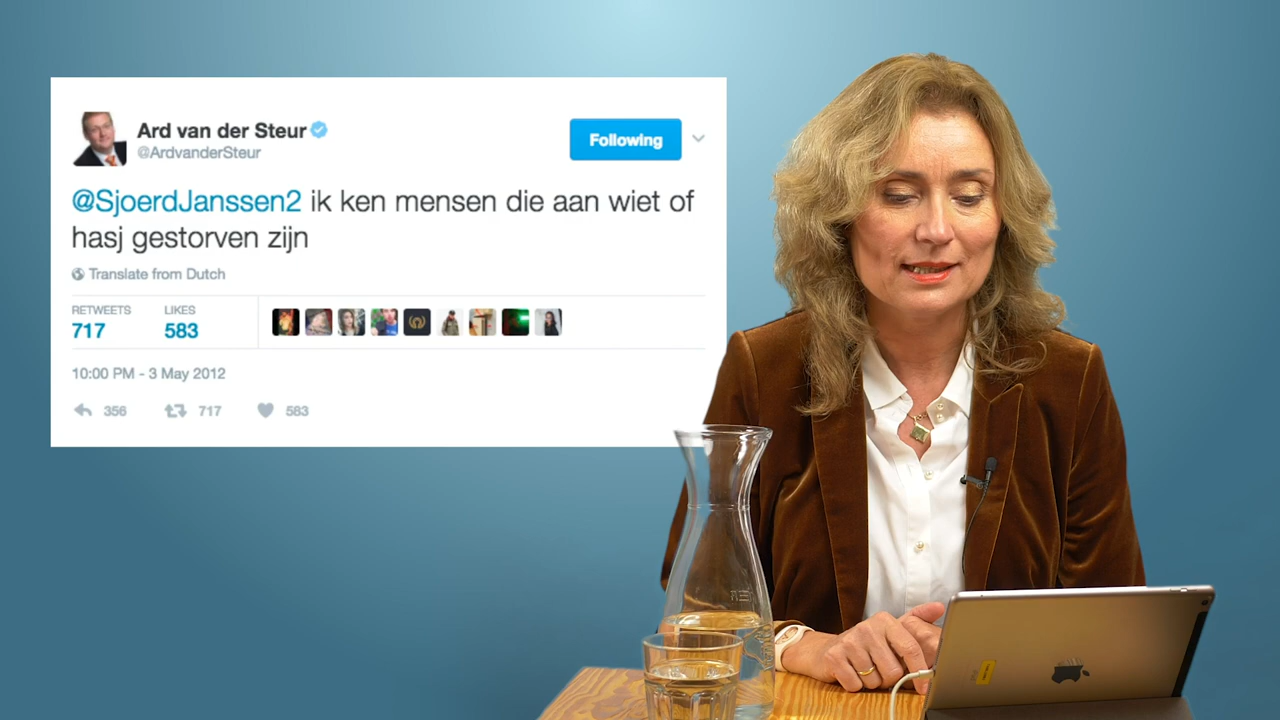 Ard van der Steur
@ArdvanderSteur
Following
@SjoerdJanssen2 ik ken mensen die aan wiet of
hasj gestorven zijn
Translate from Dutch
RETWEETS LIKES
717 583
10:00 PM - 3 May 2012
356 717 583